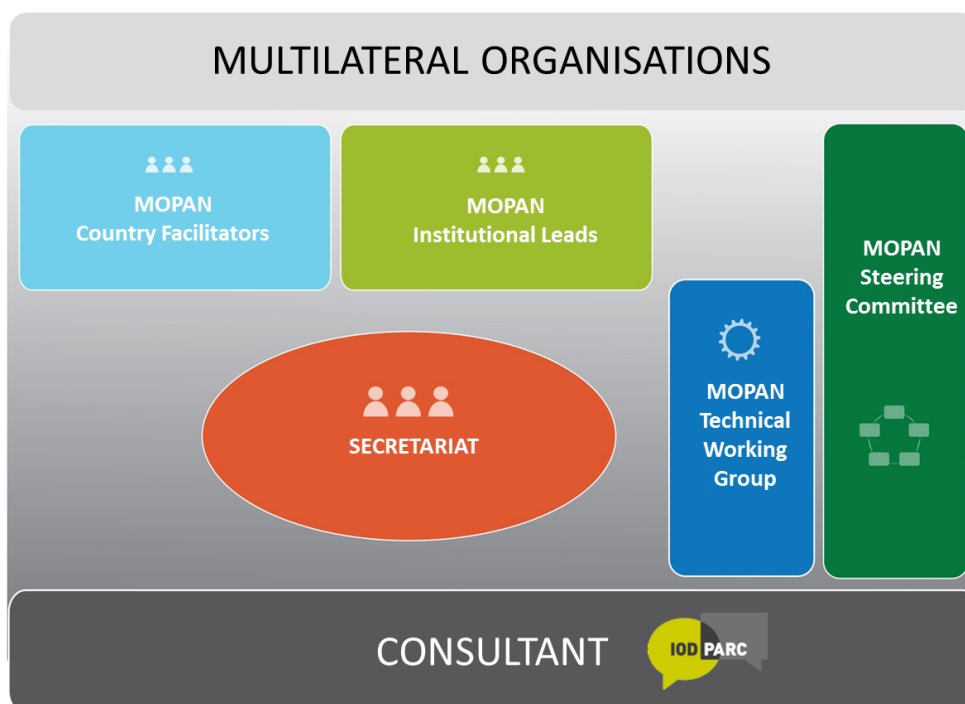 MULTILATERAL ORGANISATIONS
MOPAN
Country Facilitators
MOPAN
Institutional Leads
MOPAN
Steering
Committee
MOPAN
Technical
Working
Group
SECRETARIAT
CONSULTANT
IOD PARC